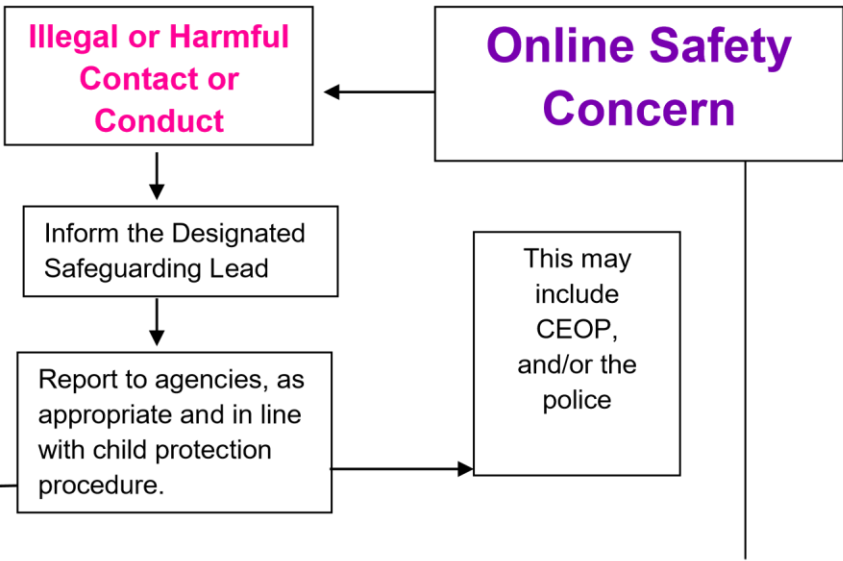 Illegal or Harmful
Contact or
Conduct
Online Safety
Concern
Inform the Designated
Safeguarding Lead
This may
include
CEOP,
and/or the
police
Report to agencies, as
appropriate and in line
with child protection
procedure.